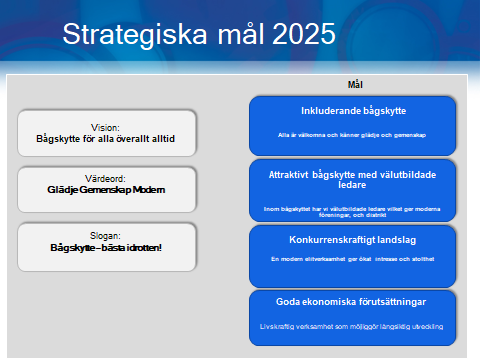 Strategiska mål 2025
Vision:
Bågskytte för alla överallt alltid
Värdeord:
Glädje Gemenskap Modern
Slogan:
Bågskytte – bästa idrotten!
Mål
Inkluderande bågskytte
Alla är välkomna och känner glädje och gemenskap
Attraktivt bågskytte med välutbildade
ledare
Inom bågskyttet har vi välutbildade ledare vilket ger moderna
föreningar, och distrikt
Konkurrenskraftigt landslag
En modern elitverksamhet ger ökat intresse och stolthet
Goda ekonomiska förutsättningar
Livskraftig verksamhet som möjliggör långsiktig utveckling